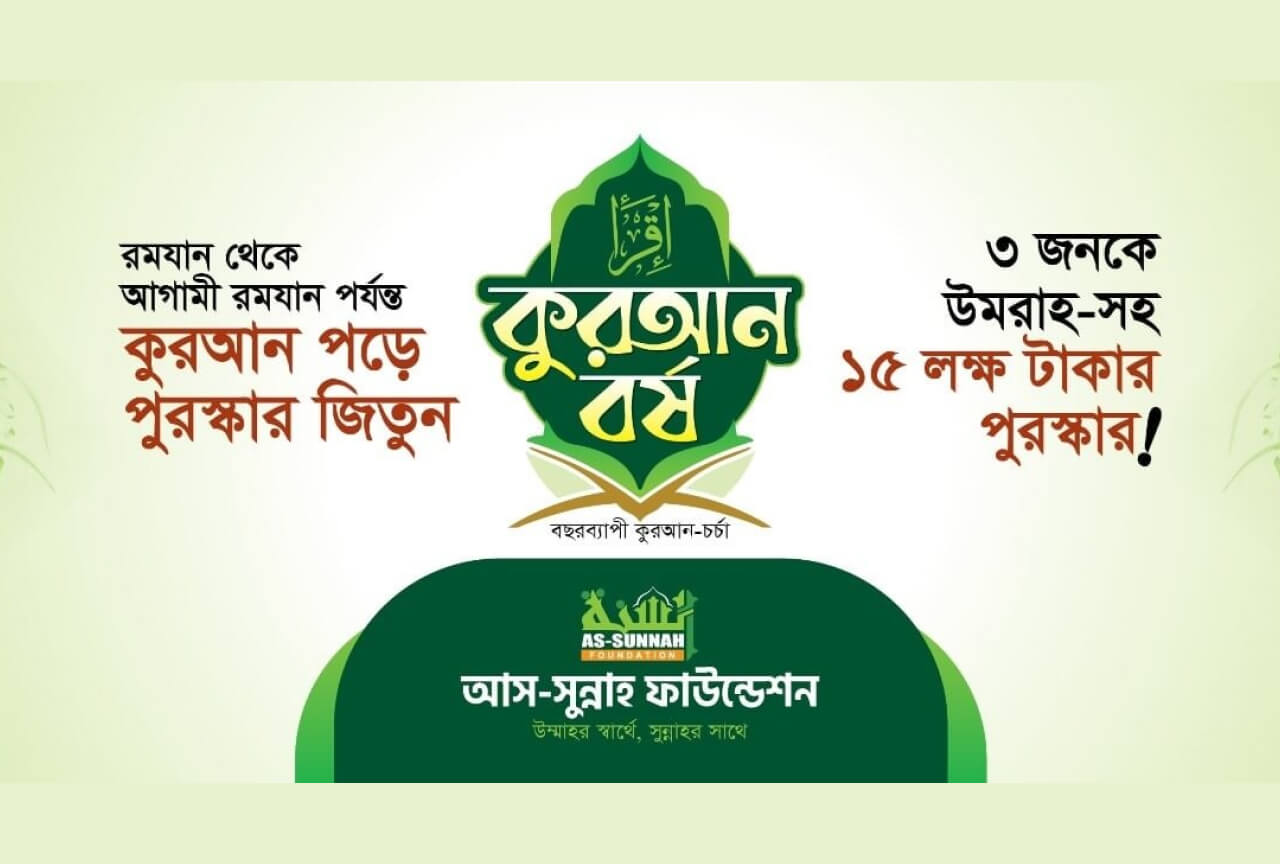 রমযান থেকে
আগামী রমযান পর্যন্ত
কুরআন পড়ে
পুরস্কার জিতুন
إِقْرَأْ
কুরআন
বর্ষ
বছরব্যাপী কুরআন-চর্চা
৩ জনকে
উমরাহ-সহ
১৫ লক্ষ টাকার
পুরস্কার!
السنة
AS-SUNNAH
FOUNDATION
আস-সুন্নাহ ফাউন্ডেশন
উম্মাহর স্বার্থে, সুন্নাহর সাথে